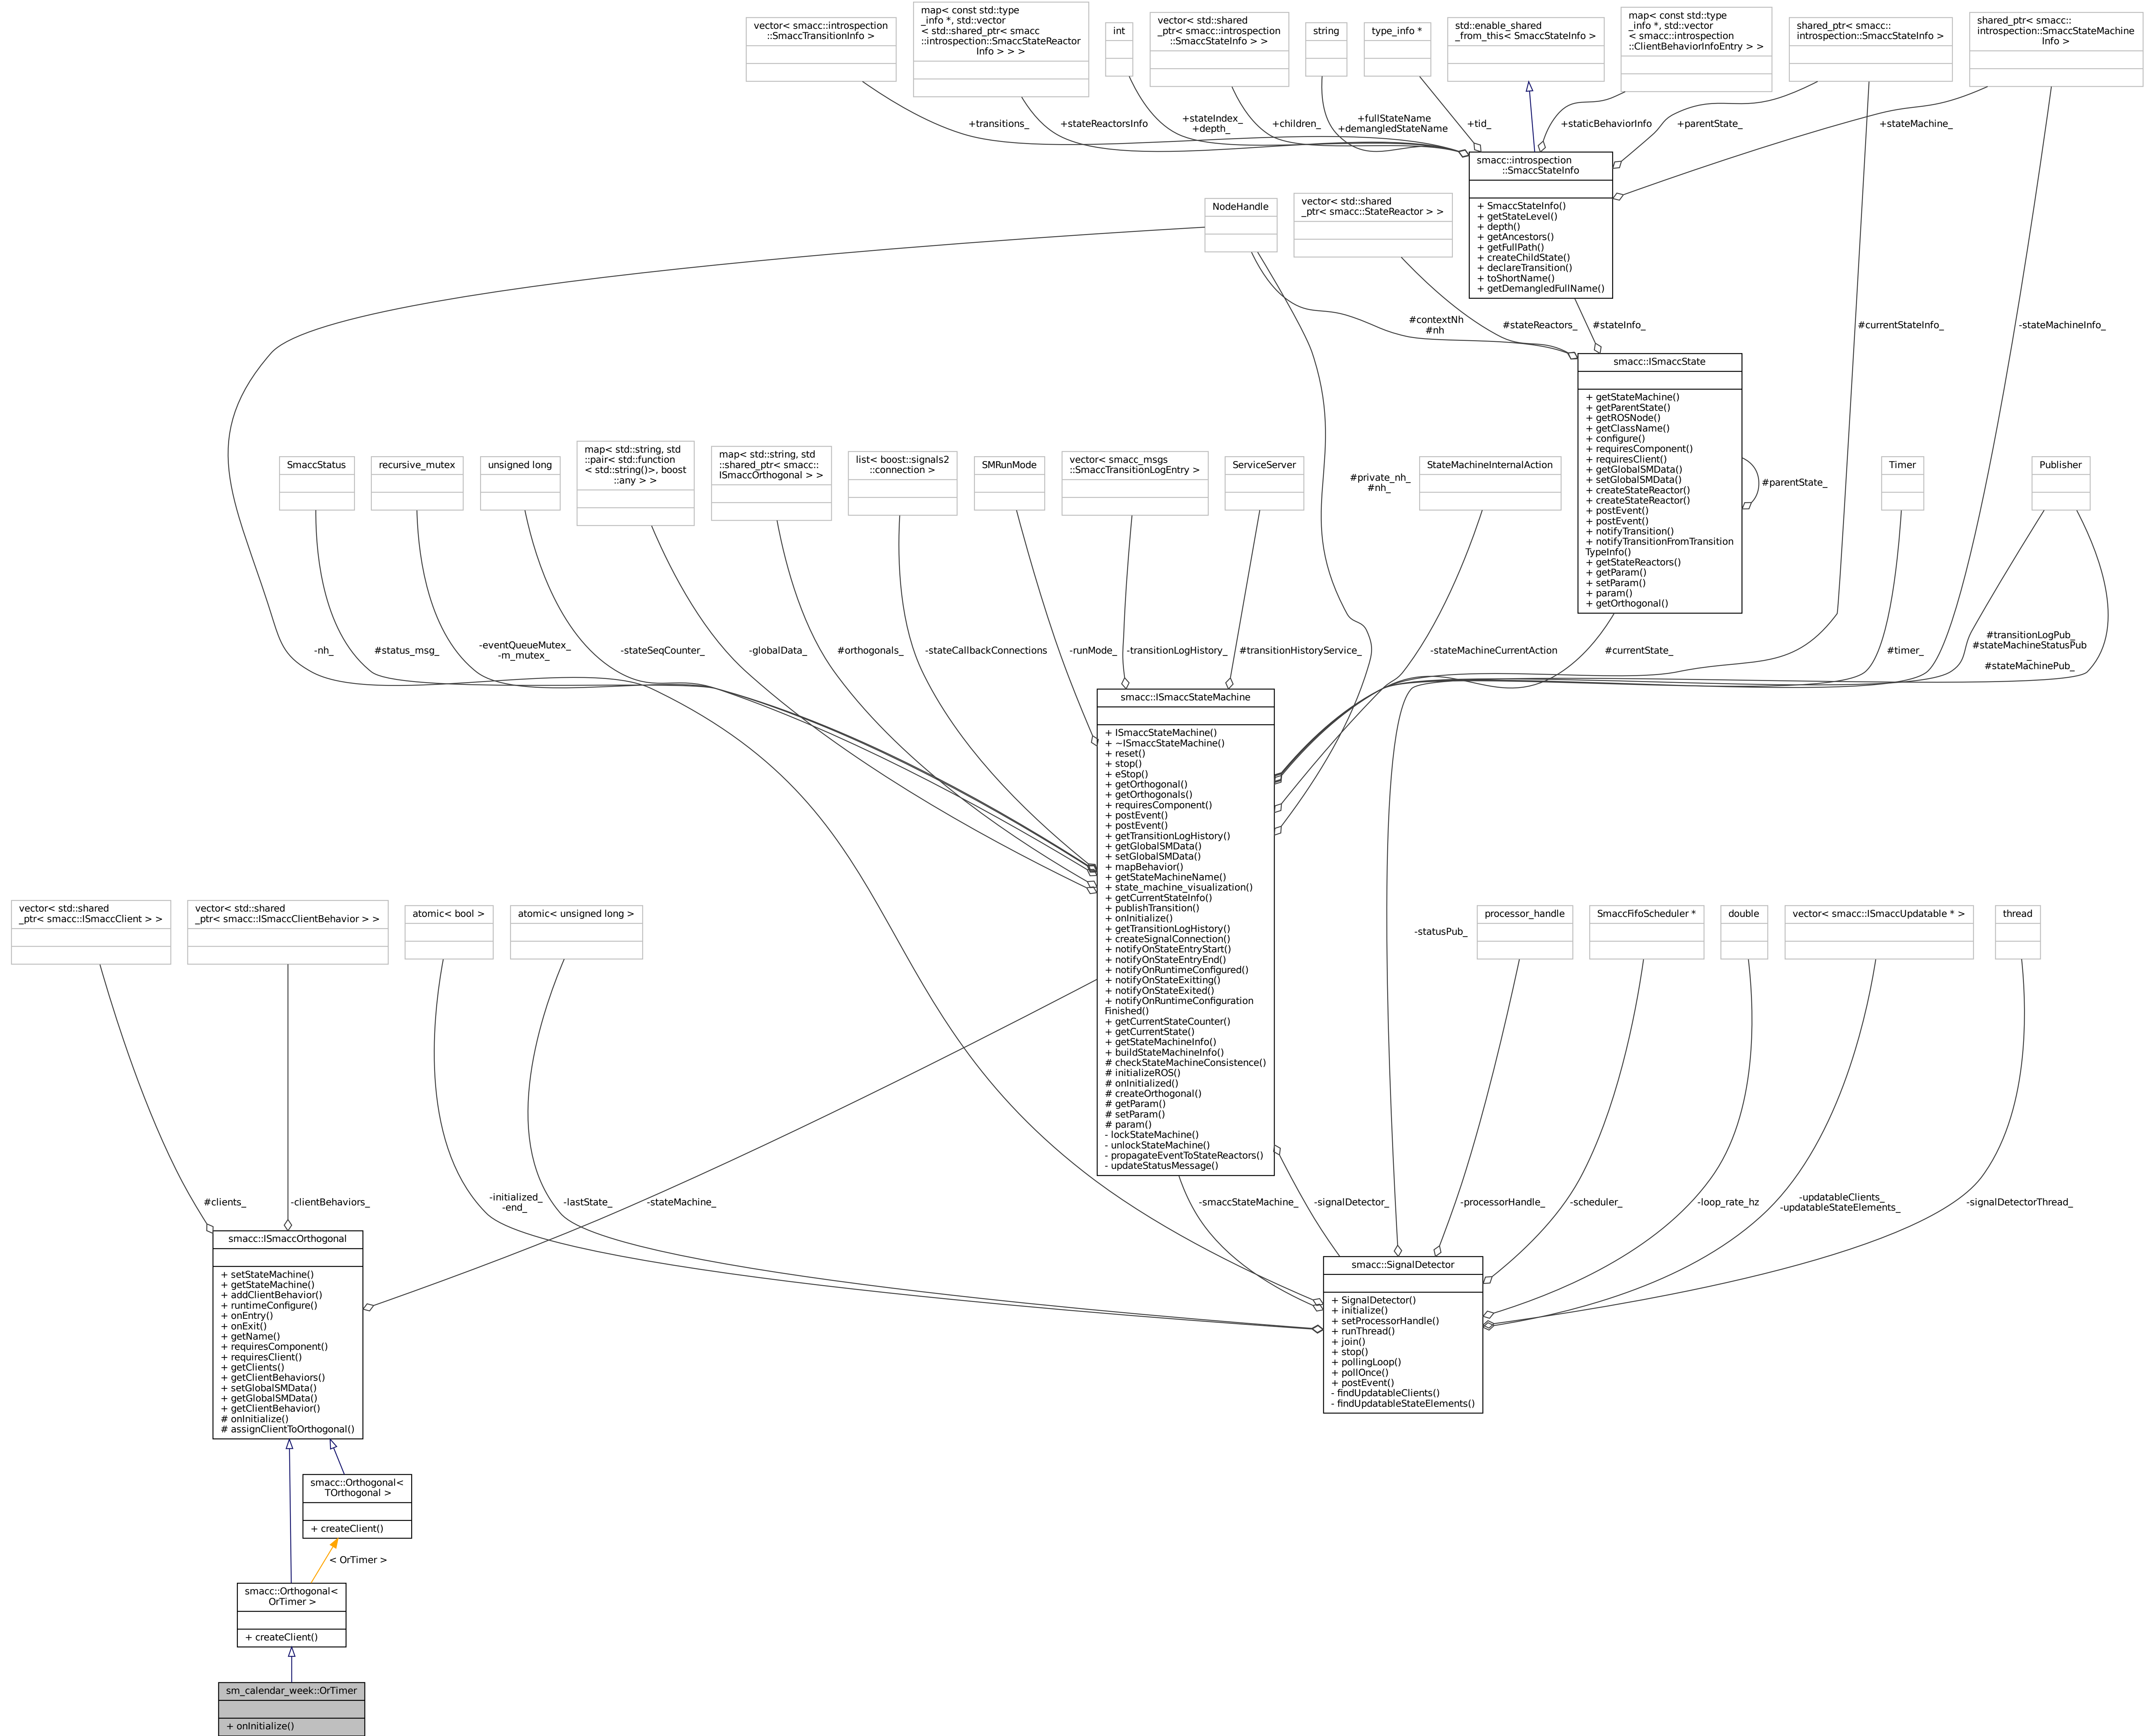 vector< smacc::introspection
::SmaccTransitionInfo >
map< const std::type
_info *, std::vector
< std::shared_ptr< smacc
::introspection::SmaccStateReactor
Info > > >
int
vector< std::shared
_ptr< smacc::introspection
::SmaccStateInfo > >
string
type_info *
std::enable_shared
_from_this< SmaccStateInfo >
map< const std::type
_info *, std::vector
< smacc::introspection
::ClientBehaviorInfoEntry > >
shared_ptr< smacc::
introspection::SmaccStateInfo >
shared_ptr< smacc::
introspection::SmaccStateMachine
Info >
+transitions_
+stateReactorsInfo
+stateIndex_
+depth_
+children_
+fullStateName
+demangledStateName
+tid_
+staticBehaviorInfo
+parentState_
+stateMachine_
smacc::introspection
::SmaccStateInfo
+ SmaccStateInfo()
+ getStateLevel()
+ depth()
+ getAncestors()
+ getFullPath()
+ createChildState()
+ declareTransition()
+ toShortName()
+ getDemangledFullName()
NodeHandle
vector< std::shared
_ptr< smacc::StateReactor > >
#contextNh
#nh
#stateReactors_
#stateInfo_
#currentStateInfo_
-stateMachineInfo_
smacc::ISmaccState
+ getStateMachine()
+ getParentState()
+ getROSNode()
+ getClassName()
+ configure()
+ requiresComponent()
+ requiresClient()
+ getGlobalSMData()
+ setGlobalSMData()
+ createStateReactor()
+ createStateReactor()
+ postEvent()
+ postEvent()
+ notifyTransition()
+ notifyTransitionFromTransition
TypeInfo()
+ getStateReactors()
+ getParam()
+ setParam()
+ param()
+ getOrthogonal()
#parentState_
SmaccStatus
recursive_mutex
unsigned long
map< std::string, std
::pair< std::function
< std::string()>, boost
::any > >
map< std::string, std
::shared_ptr< smacc::
ISmaccOrthogonal > >
list< boost::signals2
::connection >
SMRunMode
vector< smacc_msgs
::SmaccTransitionLogEntry >
ServiceServer
#private_nh_
#nh_
StateMachineInternalAction
Timer
Publisher
-nh_
#status_msg_
-eventQueueMutex_
-m_mutex_
-stateSeqCounter_
-globalData_
#orthogonals_
-stateCallbackConnections
-runMode_
-transitionLogHistory_
#transitionHistoryService_
-stateMachineCurrentAction
#currentState_
#timer_
#transitionLogPub_
#stateMachineStatusPub
_
#stateMachinePub_
smacc::ISmaccStateMachine
+ ISmaccStateMachine()
+ ~ISmaccStateMachine()
+ reset()
+ stop()
+ eStop()
+ getOrthogonal()
+ getOrthogonals()
+ requiresComponent()
+ postEvent()
+ postEvent()
+ getTransitionLogHistory()
+ getGlobalSMData()
+ setGlobalSMData()
+ mapBehavior()
+ getStateMachineName()
+ state_machine_visualization()
+ getCurrentStateInfo()
+ publishTransition()
+ onInitialize()
+ getTransitionLogHistory()
+ createSignalConnection()
+ notifyOnStateEntryStart()
+ notifyOnStateEntryEnd()
+ notifyOnRuntimeConfigured()
+ notifyOnStateExitting()
+ notifyOnStateExited()
+ notifyOnRuntimeConfiguration
Finished()
+ getCurrentStateCounter()
+ getCurrentState()
+ getStateMachineInfo()
+ buildStateMachineInfo()
# checkStateMachineConsistence()
# initializeROS()
# onInitialized()
# createOrthogonal()
# getParam()
# setParam()
# param()
- lockStateMachine()
- unlockStateMachine()
- propagateEventToStateReactors()
- updateStatusMessage()
vector< std::shared
_ptr< smacc::ISmaccClient > >
vector< std::shared
_ptr< smacc::ISmaccClientBehavior > >
atomic< bool >
atomic< unsigned long >
-statusPub_
processor_handle
SmaccFifoScheduler *
double
vector< smacc::ISmaccUpdatable * >
thread
#clients_
-clientBehaviors_
-initialized_
-end_
-lastState_
-stateMachine_
-smaccStateMachine_
-signalDetector_
-processorHandle_
-scheduler_
-loop_rate_hz
-updatableClients_
-updatableStateElements_
-signalDetectorThread_
smacc::ISmaccOrthogonal
+ setStateMachine()
+ getStateMachine()
+ addClientBehavior()
+ runtimeConfigure()
+ onEntry()
+ onExit()
+ getName()
+ requiresComponent()
+ requiresClient()
+ getClients()
+ getClientBehaviors()
+ setGlobalSMData()
+ getGlobalSMData()
+ getClientBehavior()
# onInitialize()
# assignClientToOrthogonal()
smacc::SignalDetector
+ SignalDetector()
+ initialize()
+ setProcessorHandle()
+ runThread()
+ join()
+ stop()
+ pollingLoop()
+ pollOnce()
+ postEvent()
- findUpdatableClients()
- findUpdatableStateElements()
smacc::Orthogonal<
TOrthogonal >
+ createClient()
< OrTimer >
smacc::Orthogonal<
OrTimer >
+ createClient()
sm_calendar_week::OrTimer
+ onInitialize()